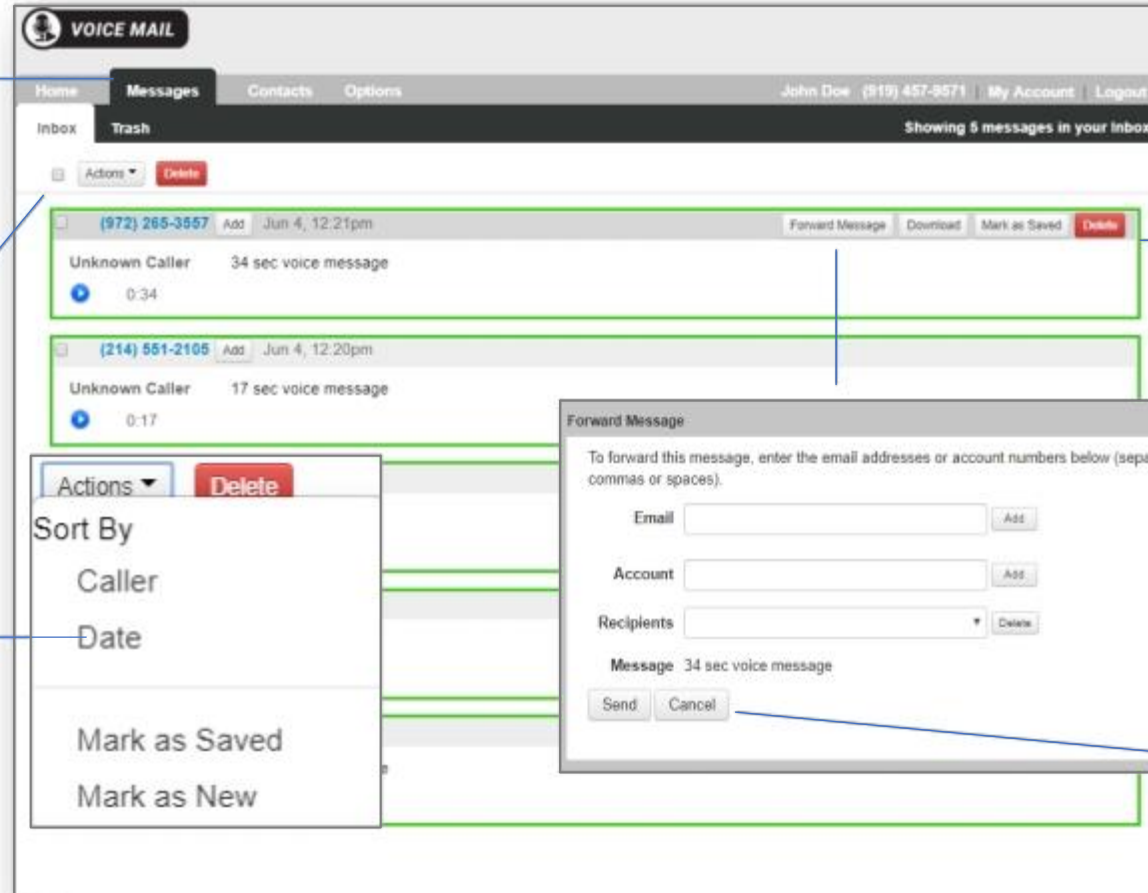 VOICE MAIL
Home Messages Contacts Options John Doe (919) 457-9571 My Account Logout
Inbox Trash Showing 5 messages in your Inbox
Actions Delete
(972) 265-3557 Add Jun 4, 12:21pm Forward Message Download Mark as Saved Delete
Unknown Caller 34 sec voice message
0:34
(214) 551-2105 Add Jun 4, 12:20pm
Unknown Caller 17 sec voice message
0:17
Actions Delete
Sort By
Caller
Date
Mark as Saved
Mark as New
Forward Message
To forward this message, enter the email addresses or account numbers below (sepa
commas or spaces).
Email Add
Account Add
Recipients Delete
Message 34 sec voice message
Send Cancel